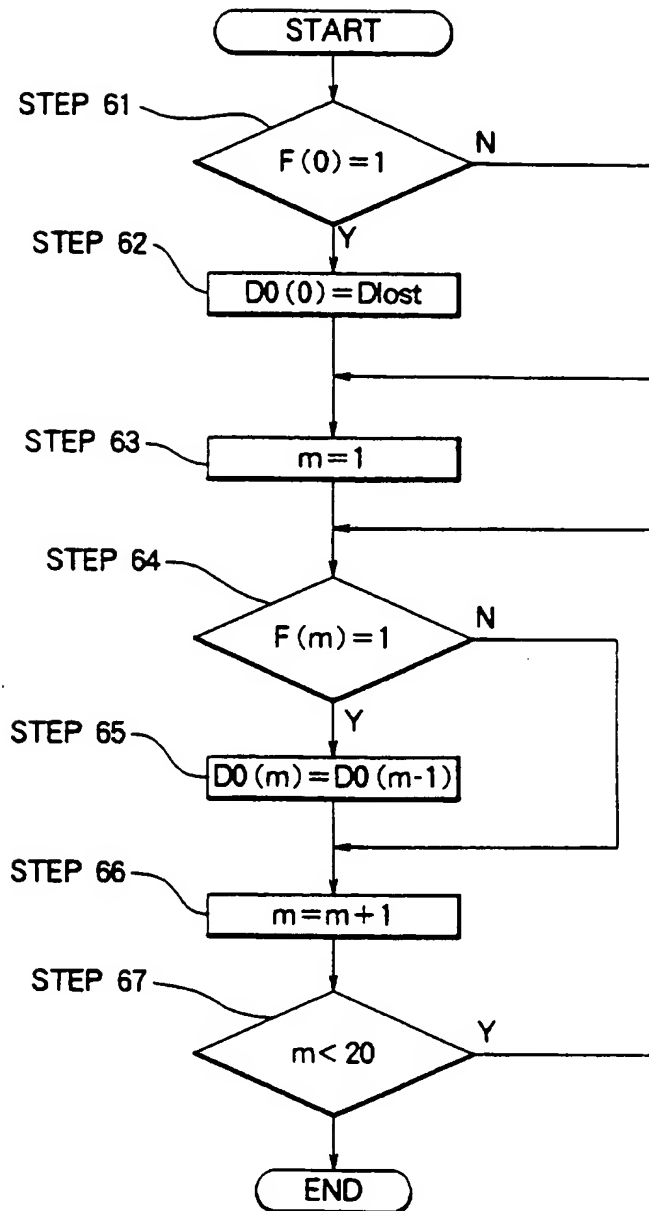 START
STEP 61
F(0)=1
N
Y
STEP 62
D0(0)=Dlost
STEP 63
m=1
STEP 64
F(m)=1
N
Y
STEP 65
D0(m)=D0(m-1)
STEP 66
m=m+1
STEP 67
m<20
Y
END